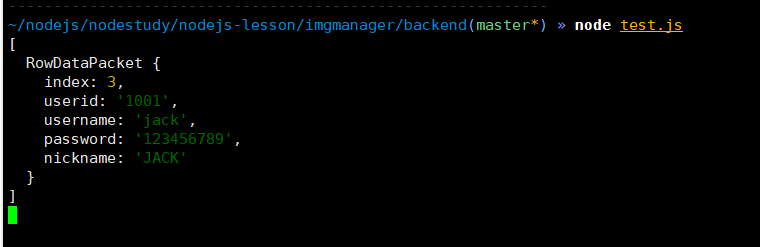 ------------------------------------------------------------
~/nodejs/nodestudy/nodejs-lesson/imgmanager/backend(master*) » node test.js
[
  RowDataPacket {
    index: 3,
    userid: '1001',
    username: 'jack',
    password: '123456789',
    nickname: 'JACK'
  }
]